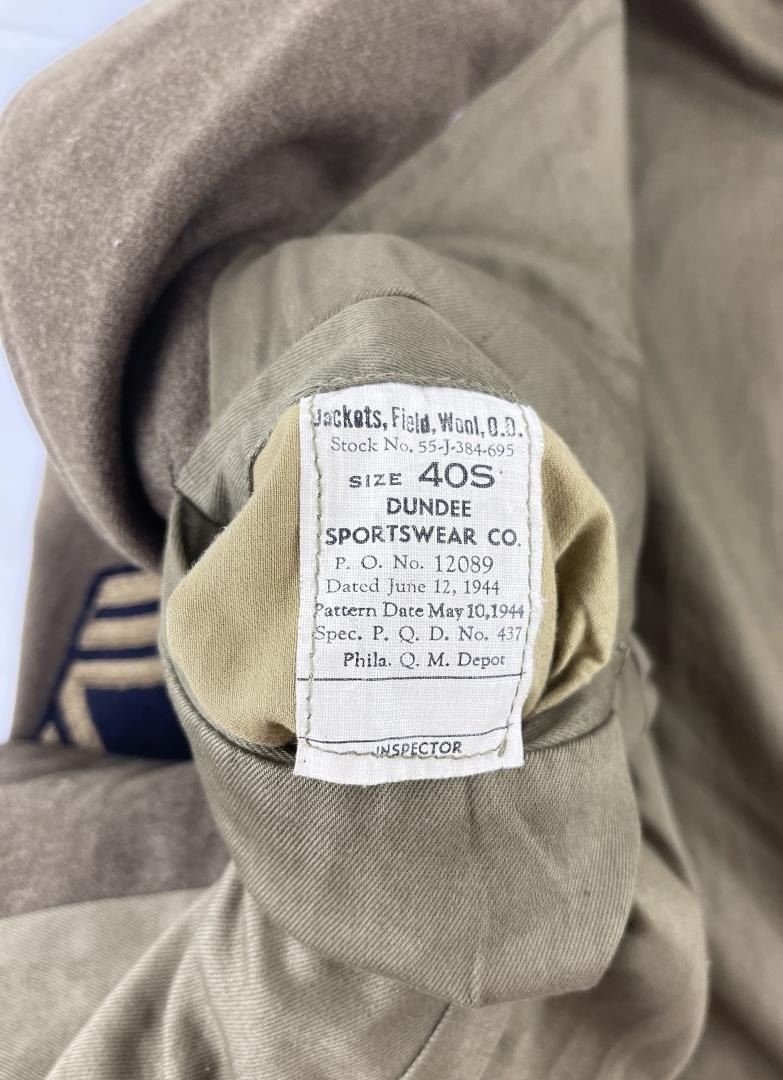 Jackets, Field, Wool, O.D.
Stock No. 55-J-384-695
SIZE 40S
DUNDEE
SPORTSWEAR CO.
P. O. No. 12089
Dated June 12, 1944
Pattern Date May 10, 1944
Spec. P. Q. D. No. 437
Phila. Q. M. Depot
INSPECTOR